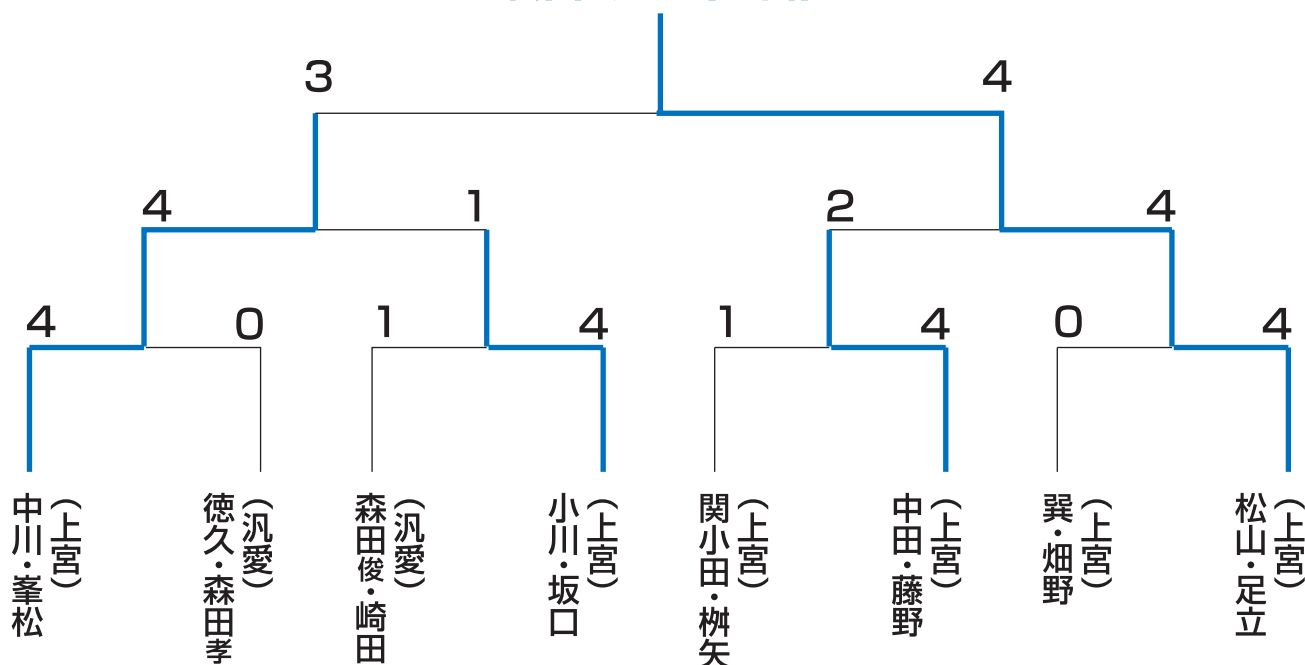 3 4
4 1 2 4
4 0 1 4 1 4 0 4
中川・峯松
(上宮)
徳久・森田孝
(汎愛)
森田俊・崎田
(汎愛)
小川・坂口
(上宮)
関小田・桝矢
(上宮)
中田・藤野
(上宮)
巽・畑野
(上宮)
松山・足立
(上宮)